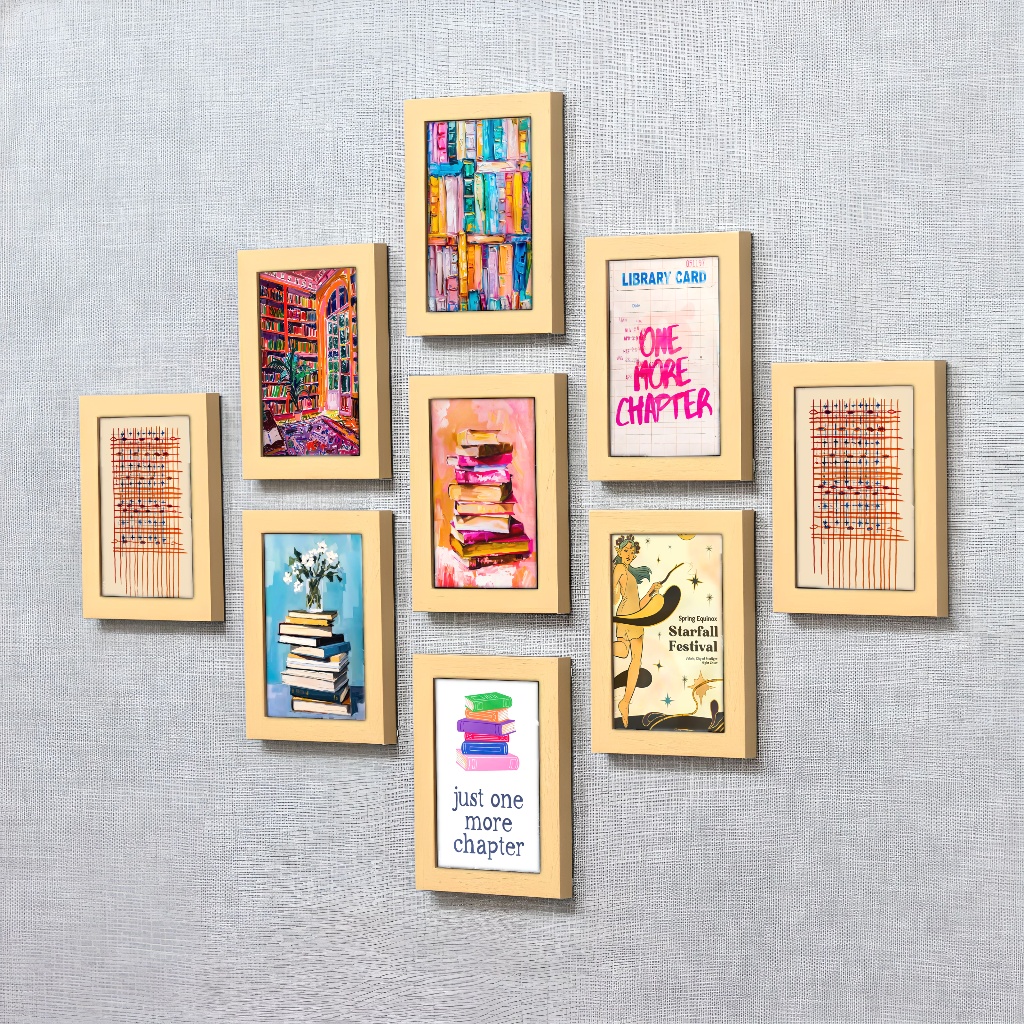 LIBRARY CARD
ONE
MORE
CHAPTER
Spring Equinox
Starfall
Festival
just one
more
chapter